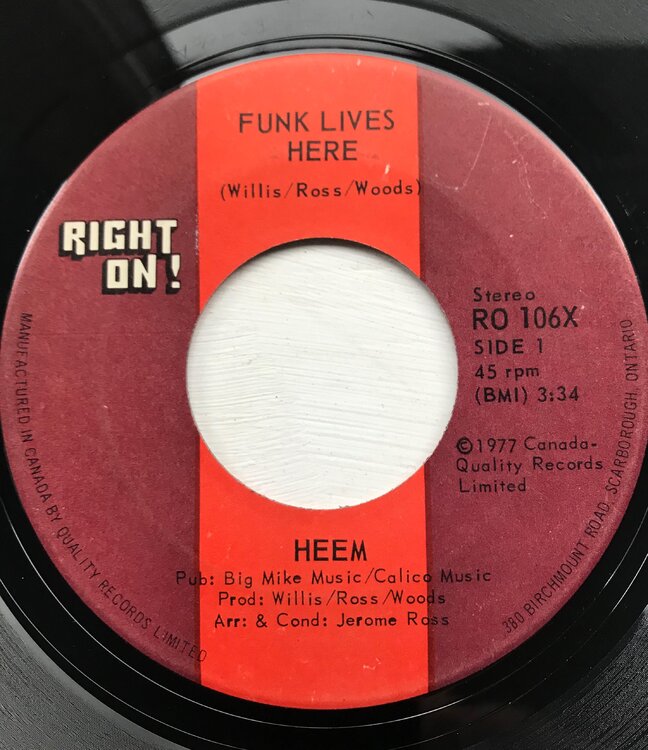 FUNK LIVES
HERE
(Willis/Ross/Woods)
RIGHT
ON!
Stereo
RO 106X
SIDE 1
45 rpm
(BMI) 3:34
©1977 Canada-
Quality Records
Limited
HEEM
Pub: Big Mike Music/Calico Music
Prod: Willis/Ross/Woods
Arr: & Cond: Jerome Ross
MANUFACTURED IN CANADA BY QUALITY RECORDS LIMITED
380 BIRCHMOUNT ROAD, SCARBOROUGH, ONTARIO